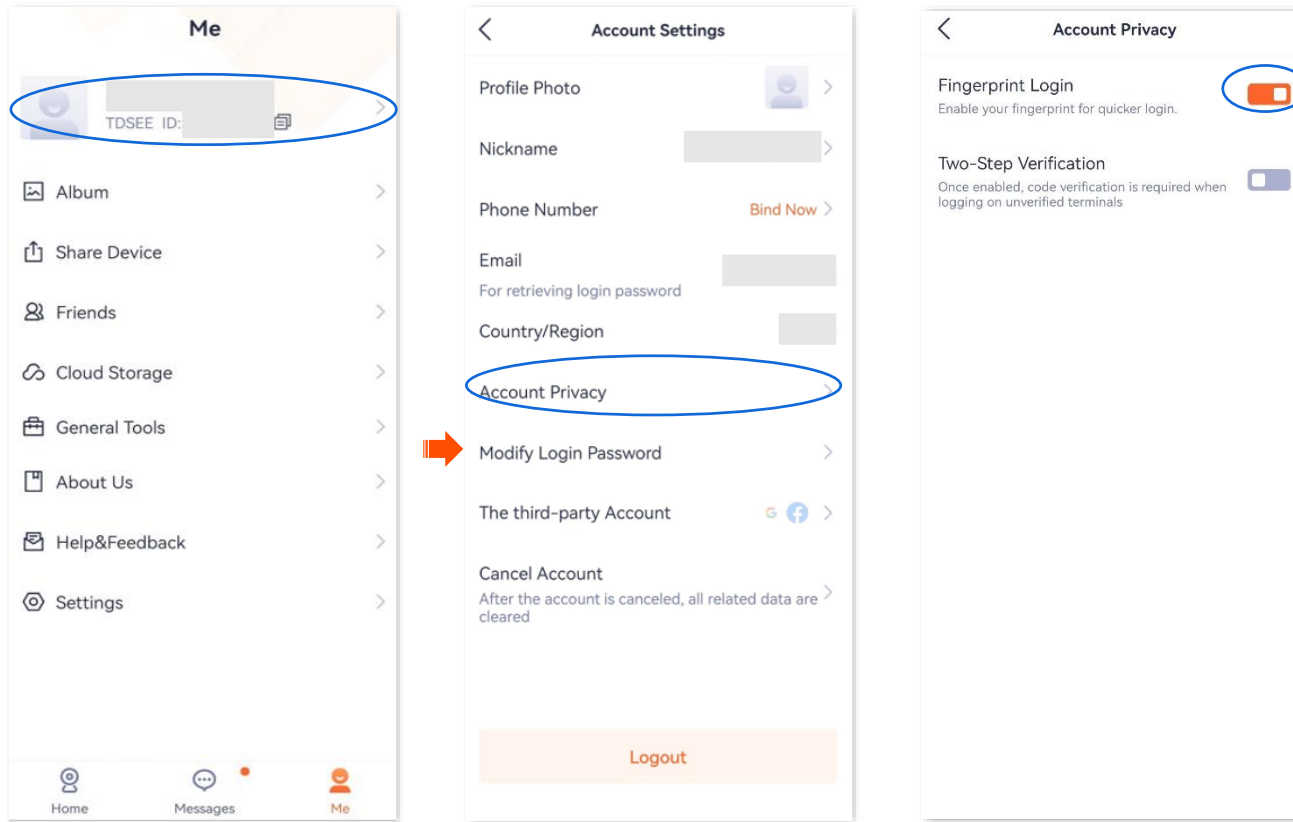 Me
TDSEE ID:
Album
Share Device
Friends
Cloud Storage
General Tools
About Us
Help&Feedback
Settings
Home
Messages
Me
Account Settings
Profile Photo
Nickname
Phone Number
Bind Now
Email
For retrieving login password
Country/Region
Account Privacy
Modify Login Password
The third-party Account
Cancel Account
After the account is canceled, all related data are
cleared
Logout
Account Privacy
Fingerprint Login
Enable your fingerprint for quicker login.
Two-Step Verification
Once enabled, code verification is required when
logging on unverified terminals